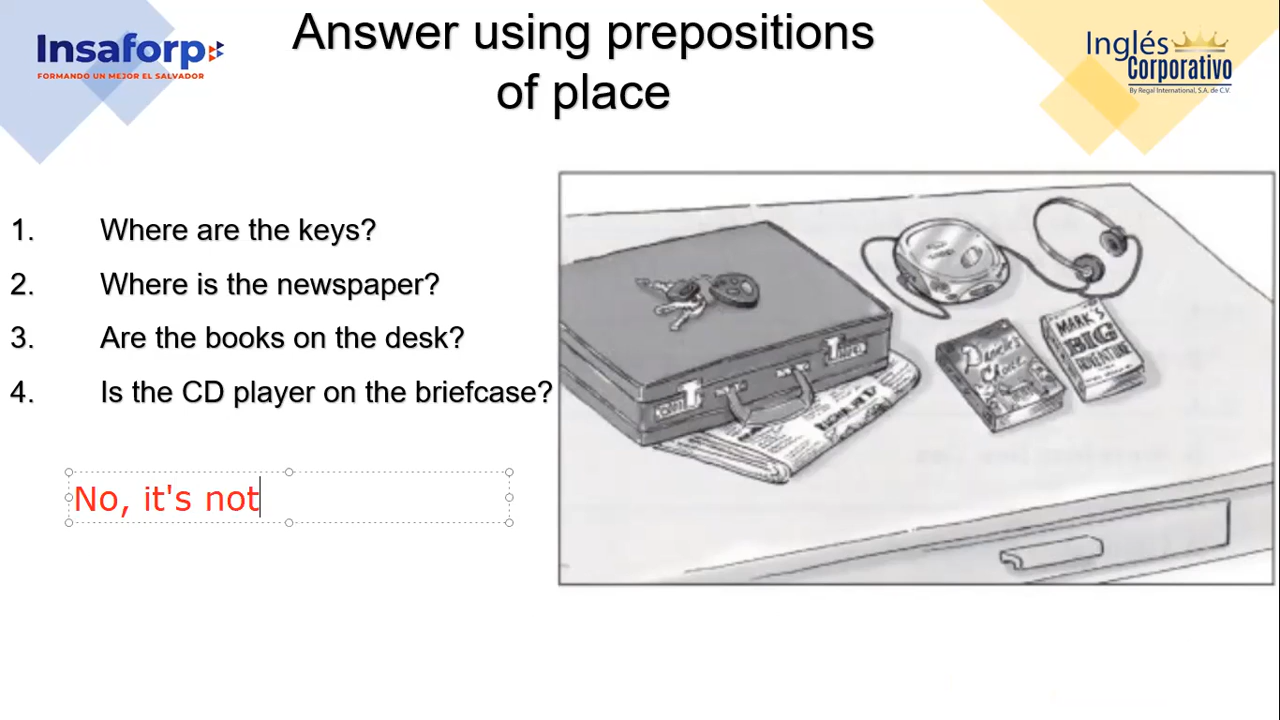 Insaforp
FORMANDO UN MEJOR EL SALVADOR
Answer using prepositions
of place
Inglés
Corporativo
By Regal International, S.A. de C.V.
1. Where are the keys?
2. Where is the newspaper?
3. Are the books on the desk?
4. Is the CD player on the briefcase?
No, it's not
MARK'S
BIG